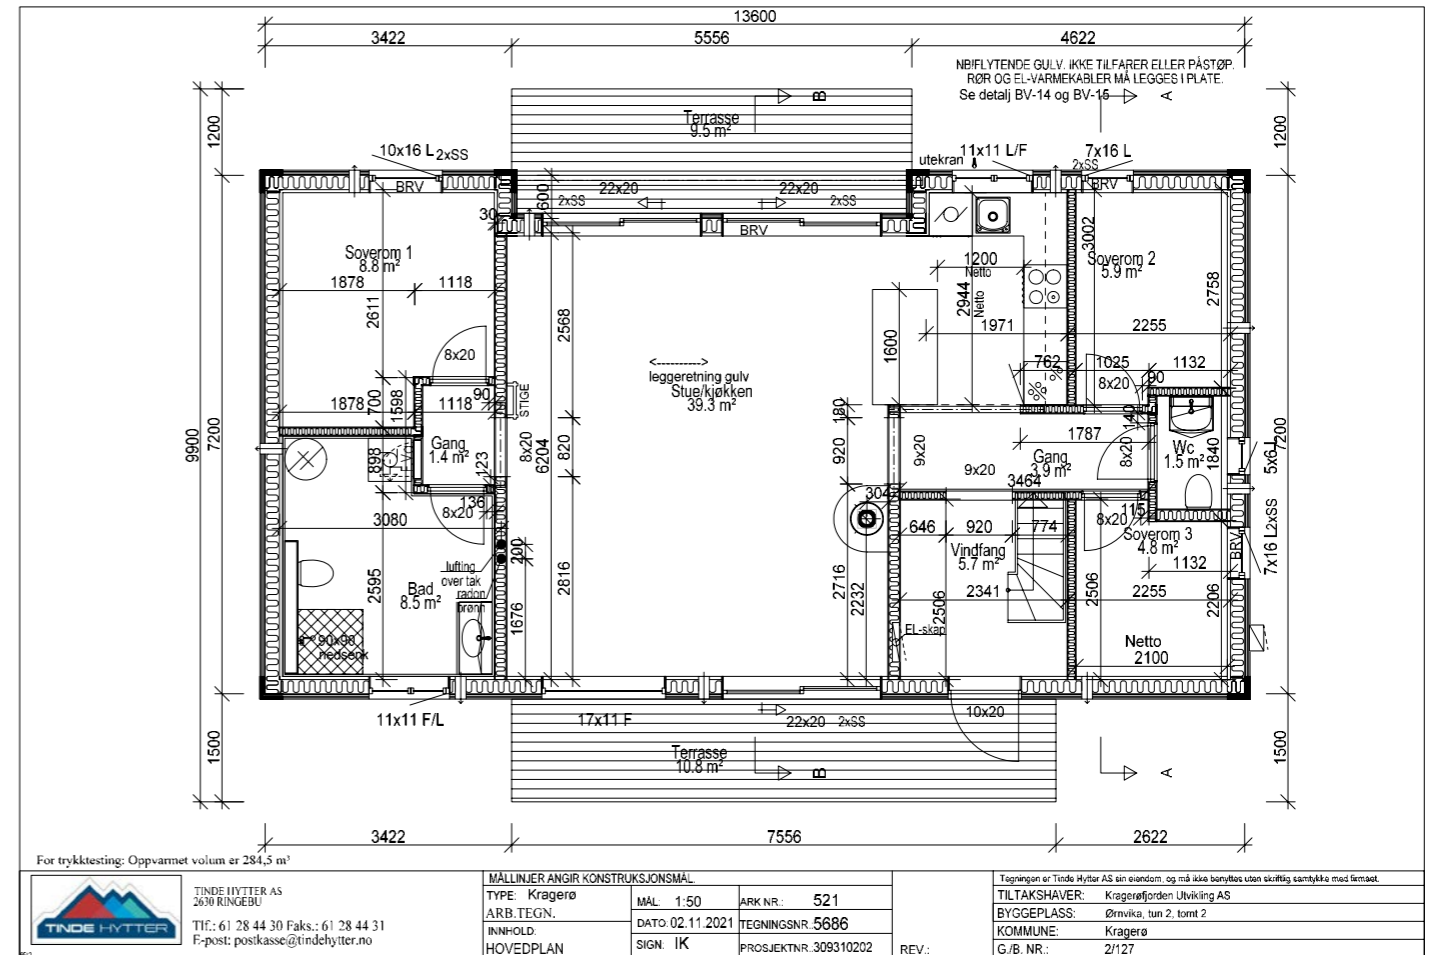 13600
3422
5556
4622
NB!FLYTENDE GULV. IKKE TILFARER ELLER PÅSTØP.
RØR OG EL-VARMEKABLER MÅ LEGGES I PLATE.
Se detalj BV-14 og BV-15
A
B
Terrasse
9.5 m²
1200
1200
10x16 L
2xSS
BRV
utekran
11x11 L/F
7x16 L
2xSS
BRV
600
22x20
22x20
2xSS
2xSS
BRV
30
Soverom 1
8.8 m²
1878
1118
2611
2568
3002
Soverom 2
5.9 m²
1200
Netto
2944
Netto
2758
1971
2255
1600
8x20
762
1025
1132
8x20
90
leggeretning gulv
Stue/kjøkken
39.3 m²
1878
1118
700
1598
90
STIGE
180
140
9900
7200
7200
Gang
1.4 m²
898
123
8x20
6204
820
920
9x20
9x20
1787
Gang
3.9 m²
3464
8x20
Wc
1.5 m²
1840
5x6 L
136
8x20
3080
304
646
920
774
115
8x20
Vindfang
5.7 m²
Soverom 3
4.8 m²
1132
BRV
7x16 L
2xSS
200
lufting
over tak
radon
brønn
Bad
8.5 m²
2595
1676
2816
2716
2232
2506
2341
2506
2255
2206
EL-skap
90x90
nedsenk
Netto
2100
11x11 F/L
17x11 F
22x20
2xSS
10x20
1500
1500
Terrasse
10.8 m²
B
A
3422
7556
2622
For trykktesting: Oppvarmet volum er 284,5 m³
TINDE HYTTER
TINDE HYTTER AS
2630 RINGEBU
Tlf.: 61 28 44 30 Faks.: 61 28 44 31
E-post: postkasse@tindehytter.no
MÅLLINJER ANGIR KONSTRUKSJONSMÅL.
TYPE: Kragerø
ARB.TEGN.
INNHOLD:
HOVEDPLAN
MÅL: 1:50
DATO: 02.11.2021
SIGN: IK
ARK NR.: 521
TEGNINGSNR.: 5686
PROSJEKTNR.: 309310202
REV.:
Tegningen er Tinde Hytter AS sin eiendom, og må ikke benyttes uten skriftlig samtykke med firmaet.
TILTAKSHAVER: Kragerøfjorden Utvikling AS
BYGGEPLASS: Ørnvika, tun 2, tomt 2
KOMMUNE: Kragerø
G./B. NR.: 2/127